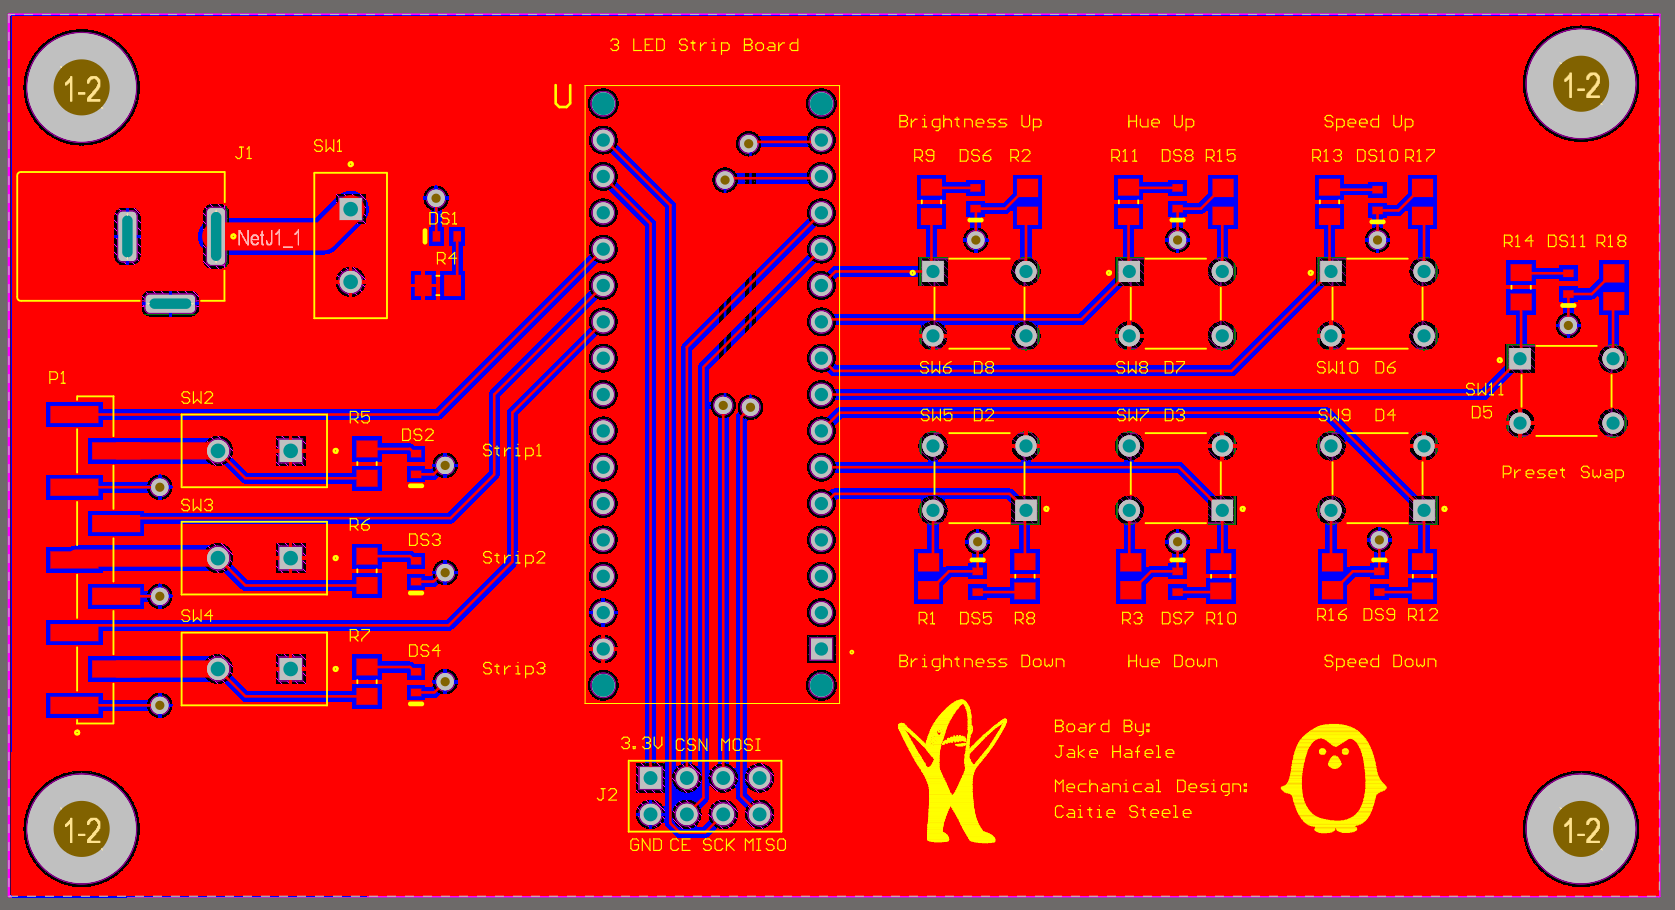 3 LED Strip Board
1-2
1-2
U
Brightness Up
Hue Up
Speed Up
J1
SW1
R9
DS6
R2
R11
DS8
R15
R13
DS10
R17
DS1
NetJ1_1
R4
R14
DS11
R18
SW6
D8
SW8
D7
SW10
D6
P1
SW2
R5
DS2
Strip1
SW11
D5
SW5
D2
SW7
D3
SW9
D4
Preset Swap
SW3
R6
DS3
Strip2
SW4
R7
DS4
Strip3
R1
DS5
R8
R3
DS7
R10
R16
DS9
R12
Brightness Down
Hue Down
Speed Down
3.3V CSN MOSI
J2
GND CE SCK MISO
Board By:
Jake Hafele
Mechanical Design:
Caitie Steele
1-2
1-2